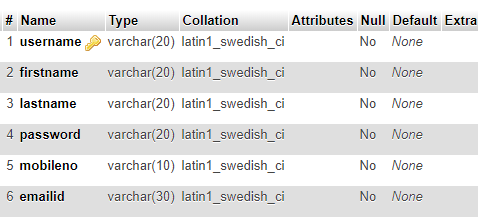 # Name Type Collation Attributes Null Default Extra
1 username varchar(20) latin1_swedish_ci No None
2 firstname varchar(20) latin1_swedish_ci No None
3 lastname varchar(20) latin1_swedish_ci No None
4 password varchar(20) latin1_swedish_ci No None
5 mobileno varchar(10) latin1_swedish_ci No None
6 emailid varchar(30) latin1_swedish_ci No None